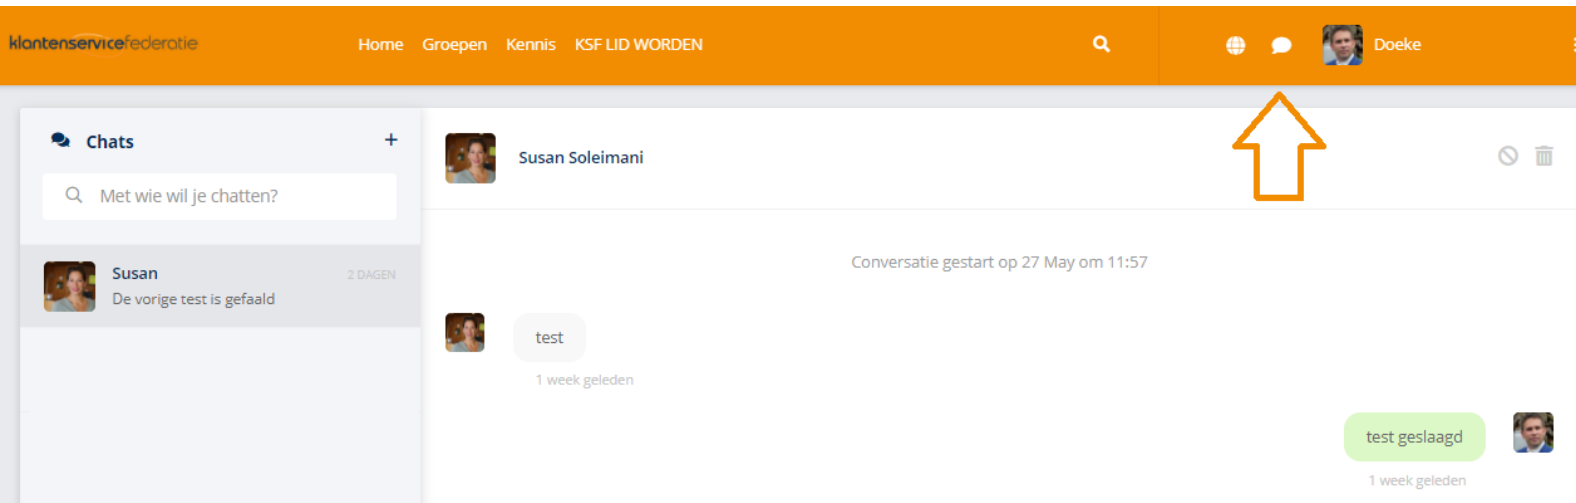 klantenservicefederatie
Home Groepen Kennis KSF LID WORDEN
Doeke
Chats +
Met wie wil je chatten?
Susan 2 DAGEN
De vorige test is gefaald
Susan Soleimani
Conversatie gestart op 27 May om 11:57
test
1 week geleden
test geslaagd
1 week geleden